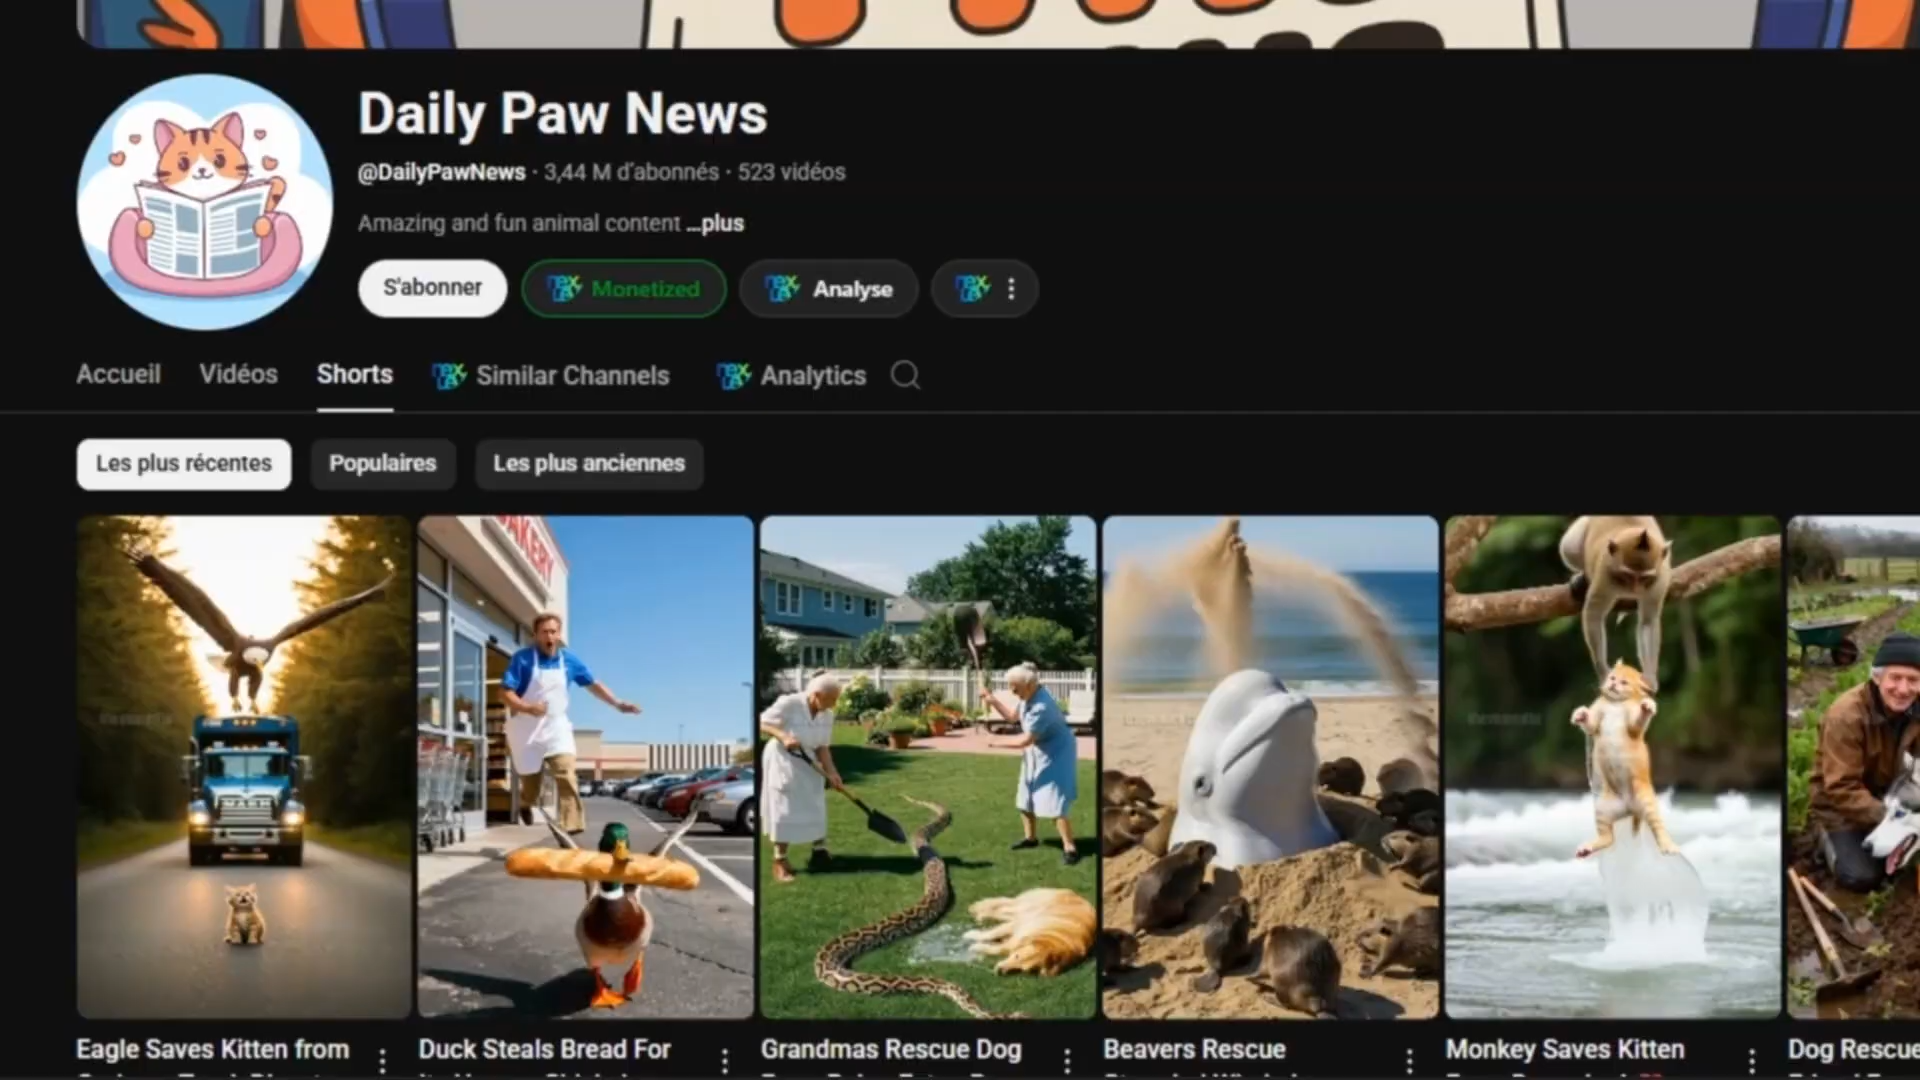 Daily Paw News
@DailyPawNews · 3,44 M d'abonnés · 523 vidéos
Amazing and fun animal content ...plus
S'abonner
Monetized
Analyse
Accueil
Vidéos
Shorts
Similar Channels
Analytics
Les plus récentes
Populaires
Les plus anciennes
BAKERY
Eagle Saves Kitten from
Duck Steals Bread For
Grandmas Rescue Dog
Beavers Rescue
Monkey Saves Kitten
Dog Rescue